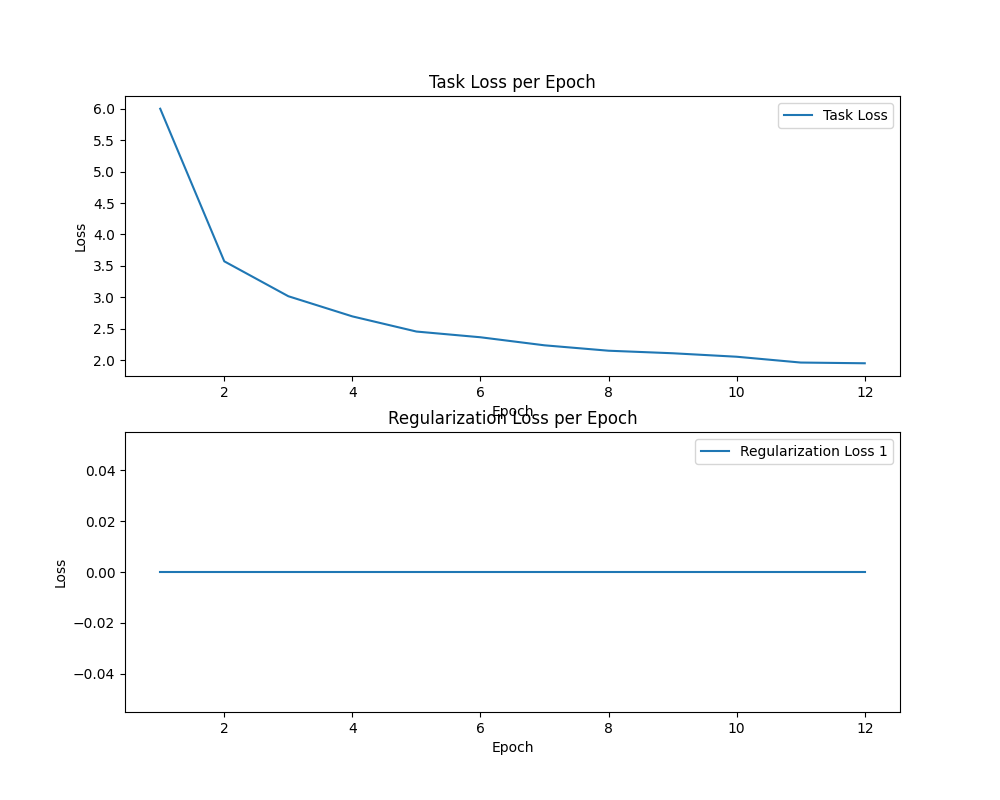 Task Loss per Epoch
Task Loss
Loss
6.0
5.5
5.0
4.5
4.0
3.5
3.0
2.5
2.0
2 4 6 8 10 12
Epoch
Regularization Loss per Epoch
Regularization Loss 1
Loss
0.04
0.02
0.00
−0.02
−0.04
2 4 6 8 10 12
Epoch